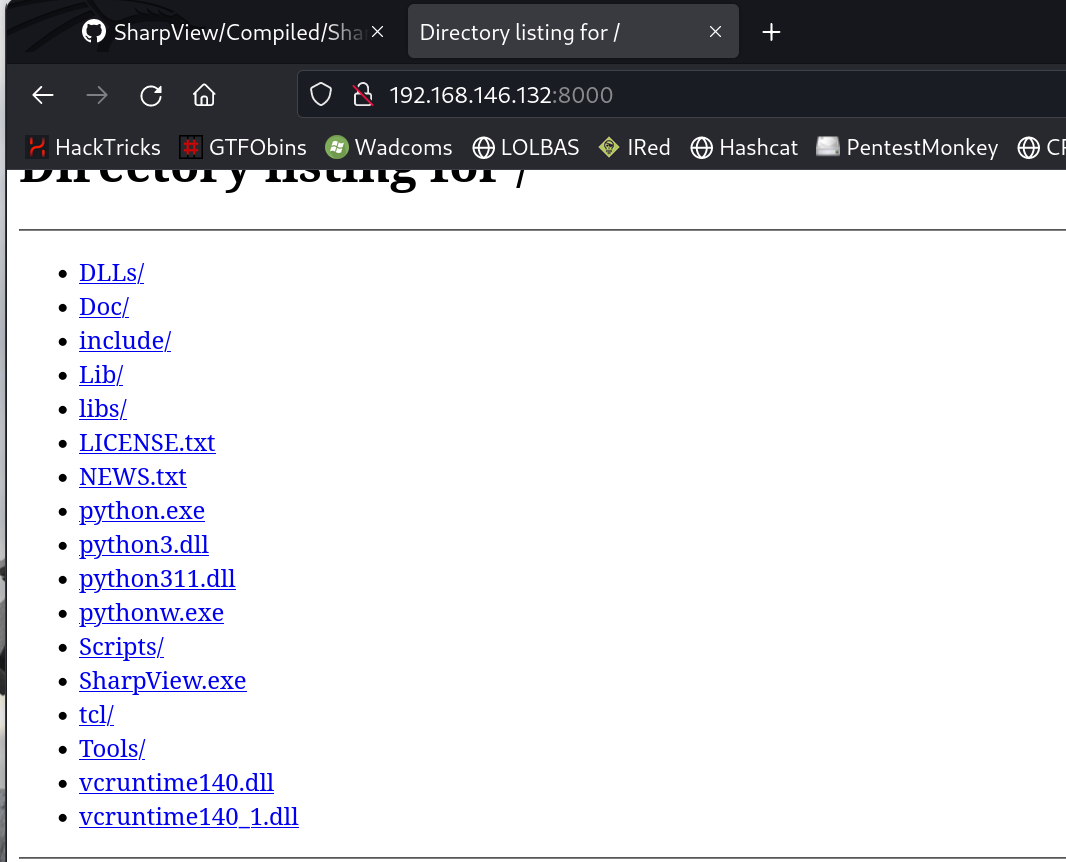 SharpView/Compiled/Sha
Directory listing for /
192.168.146.132:8000
HackTricks GTFObins Wadcoms LOLBAS IRed Hashcat PentestMonkey
Directory listing for /
DLLs/
Doc/
include/
Lib/
libs/
LICENSE.txt
NEWS.txt
python.exe
python3.dll
python311.dll
pythonw.exe
Scripts/
SharpView.exe
tcl/
Tools/
vcruntime140.dll
vcruntime140_1.dll